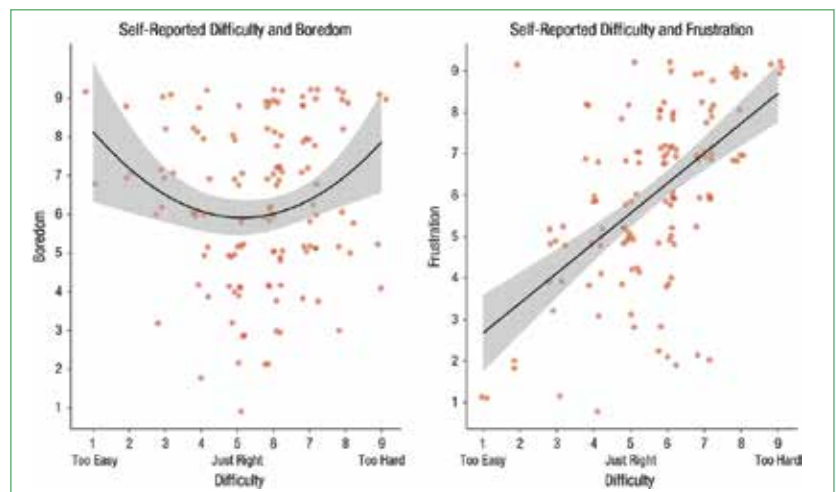 Self-Reported Difficulty and Boredom
9
8
7
6
5
4
3
2
1
Boredom
1 2 3 4 5 6 7 8 9
Too Easy Just Right Too Hard
Difficulty
Self-Reported Difficulty and Frustration
9
8
7
6
5
4
3
2
1
Frustration
1 2 3 4 5 6 7 8 9
Too Easy Just Right Too Hard
Difficulty